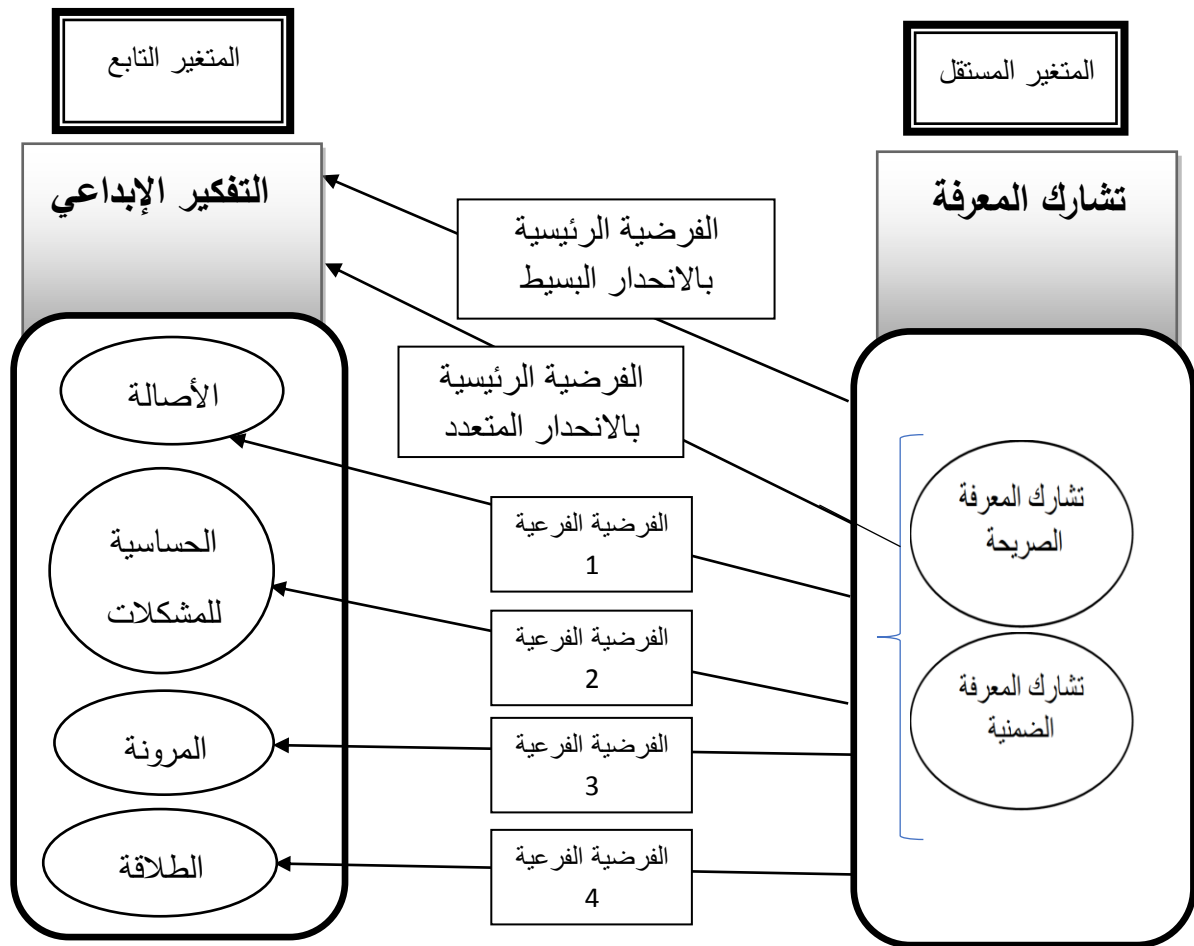 المتغير المستقل
المتغير التابع
تشارك المعرفة
التفكير الإبداعي
الفرضية الرئيسية
بالانحدار البسيط
الفرضية الرئيسية
بالانحدار المتعدد
تشارك المعرفة
الصريحة
تشارك المعرفة
الضمنية
الفرضية الفرعية
1
الفرضية الفرعية
2
الفرضية الفرعية
3
الفرضية الفرعية
4
الأصالة
الحساسية
للمشكلات
المرونة
الطلاقة